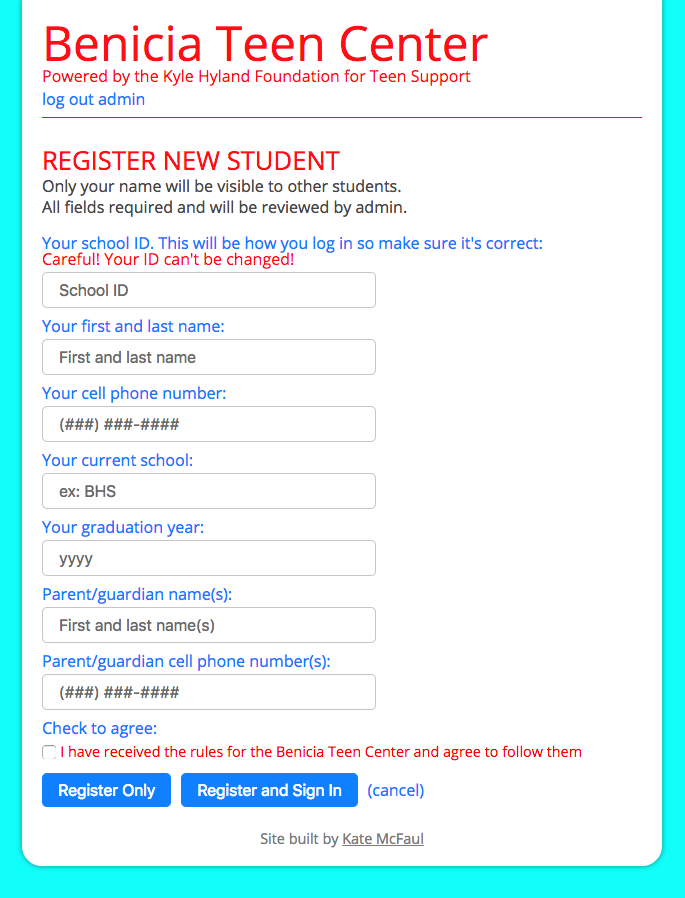 Benicia Teen Center
Powered by the Kyle Hyland Foundation for Teen Support
log out admin
REGISTER NEW STUDENT
Only your name will be visible to other students.
All fields required and will be reviewed by admin.
Your school ID. This will be how you log in so make sure it's correct:
Careful! Your ID can't be changed!
School ID
Your first and last name:
First and last name
Your cell phone number:
(###) ###-####
Your current school:
ex: BHS
Your graduation year:
yyyy
Parent/guardian name(s):
First and last name(s)
Parent/guardian cell phone number(s):
(###) ###-####
Check to agree:
I have received the rules for the Benicia Teen Center and agree to follow them
Register Only Register and Sign In (cancel)
Site built by Kate McFaul